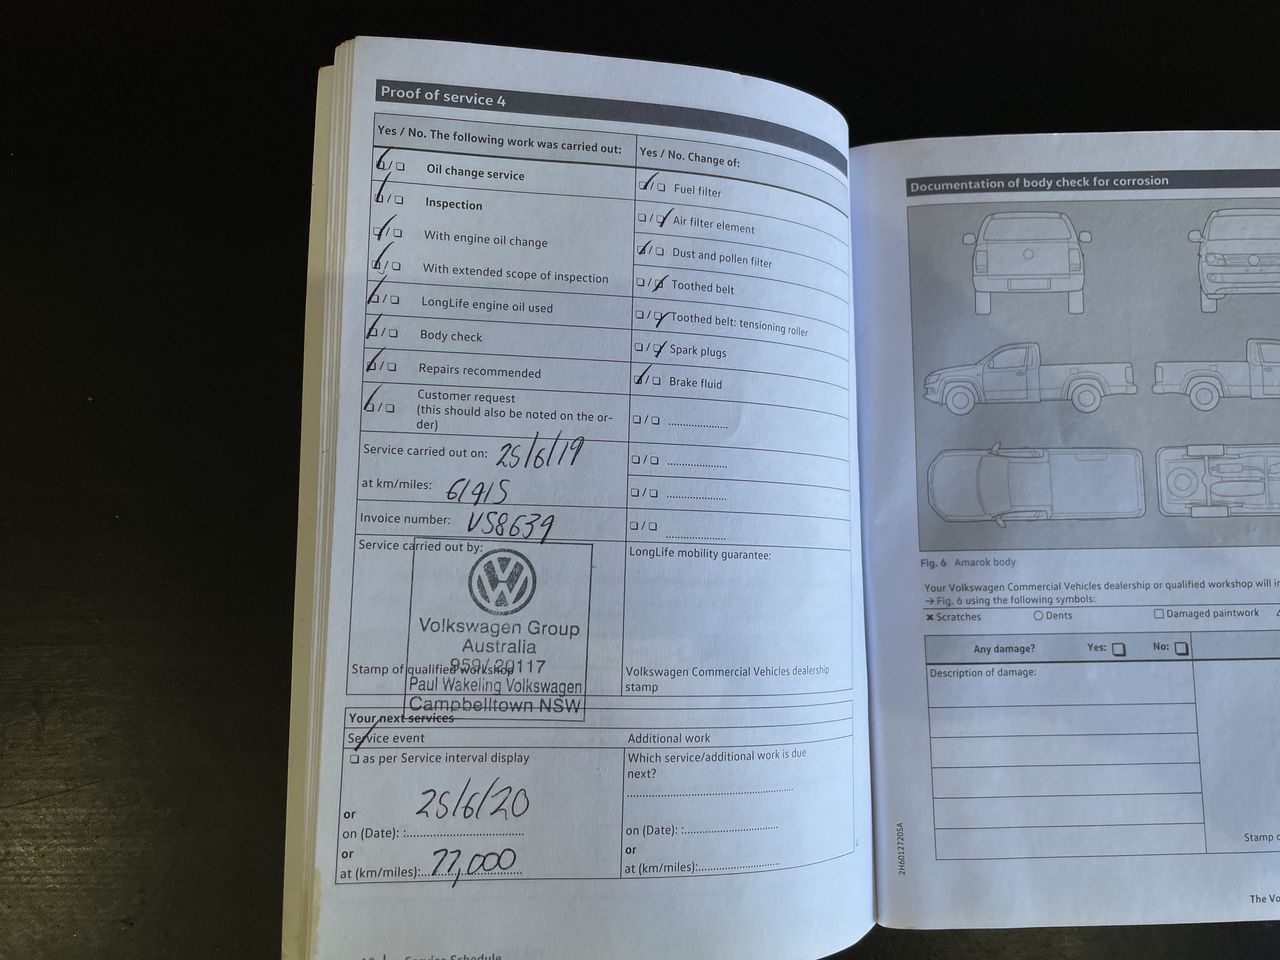 Proof of service 4
Yes / No. The following work was carried out:
Oil change service
Inspection
With engine oil change
With extended scope of inspection
LongLife engine oil used
Body check
Repairs recommended
Customer request
(this should also be noted on the or-
der)
Yes / No. Change of:
Fuel filter
Air filter element
Dust and pollen filter
Toothed belt
Toothed belt: tensioning roller
Spark plugs
Brake fluid
Service carried out on: 25/6/19
at km/miles: 61915
Invoice number: VS8639
Service carried out by:
Volkswagen Group
Australia
959/20117
Paul Wakeling Volkswagen
Campbelltown NSW
Stamp of qualified workshop
LongLife mobility guarantee:
Volkswagen Commercial Vehicles dealership
stamp
Your next services
Service event
as per Service interval display
or
25/6/20
on (Date): :
or
at (km/miles): 77,000
Additional work
Which service/additional work is due
next?
on (Date): :
or
at (km/miles):
Service Schedule
Documentation of body check for corrosion
Fig. 6 Amarok body
Your Volkswagen Commercial Vehicles dealership or qualified workshop will
→ Fig. 6 using the following symbols:
Scratches
Dents
Damaged paintwork
Any damage? Yes: No:
Description of damage:
Stamp
2H6012720SA
The